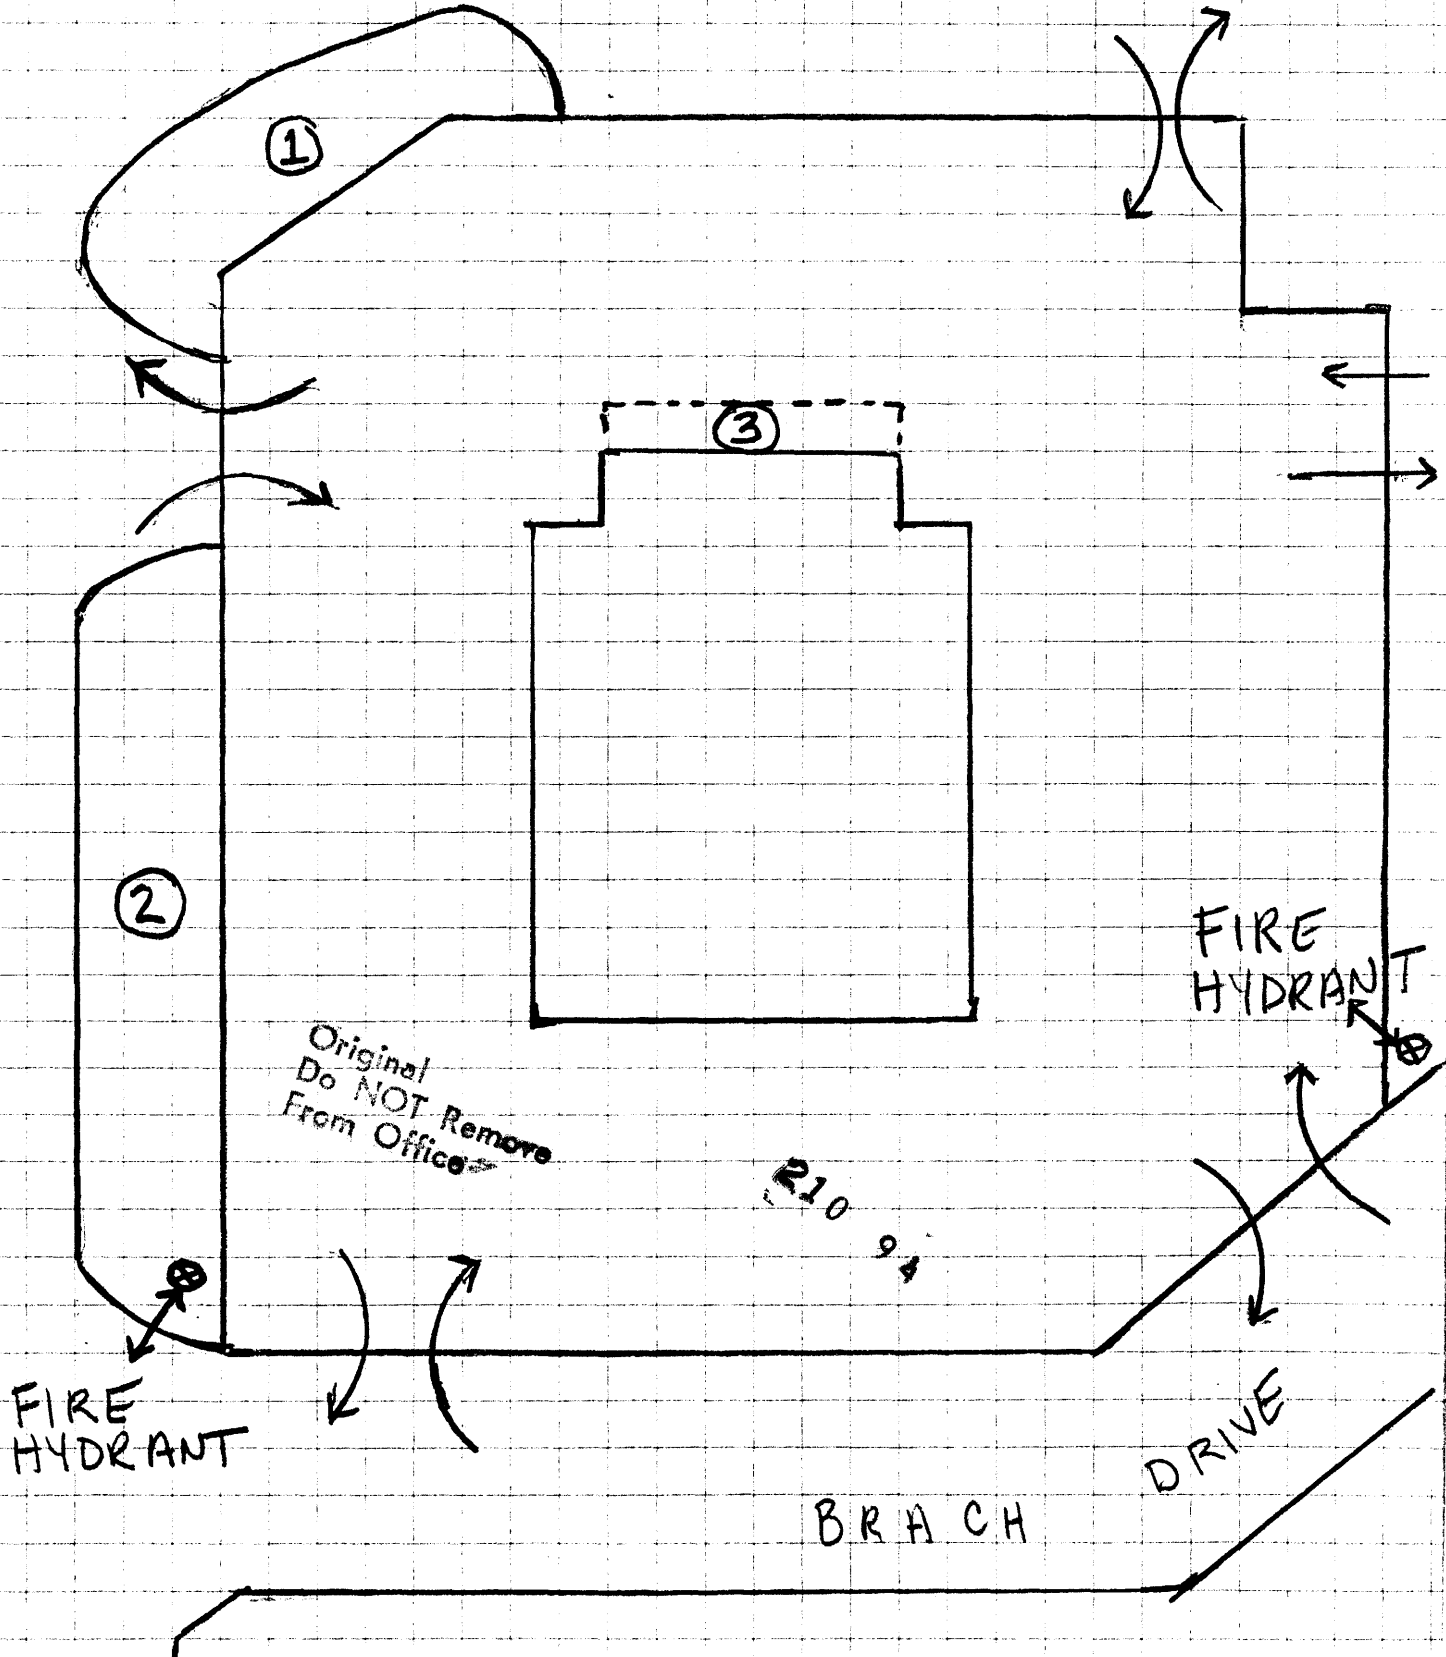 1
3
2
FIRE
HYDRANT
Original
Do NOT Remove
From Office
210 94
FIRE
HYDRANT
DRIVE
BRACH